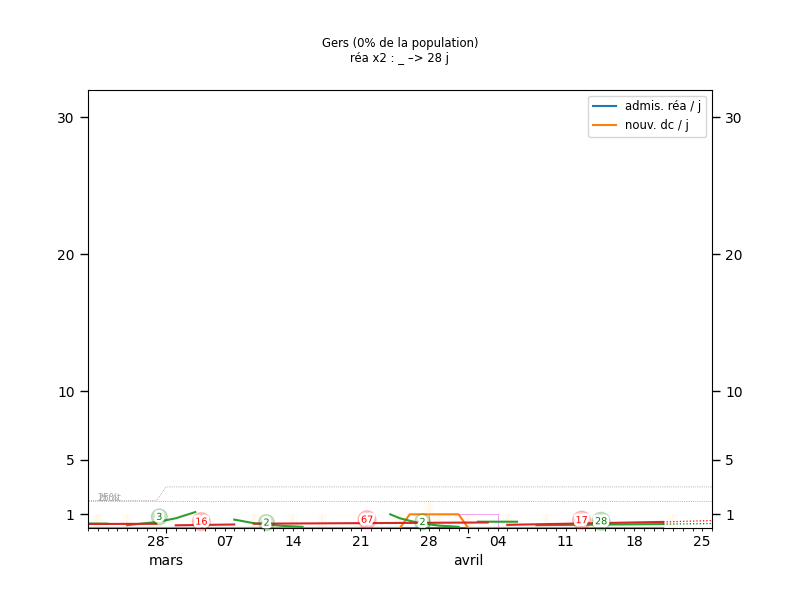 Gers (0% de la population)
réa x2 : _ –> 28 j
admis. réa / j
nouv. dc / j
30 30
20 20
10 10
5 5
1 1
3 16 2 67 2 17 28
28 - 07 14 21 28 - 04 11 18 25
mars avril